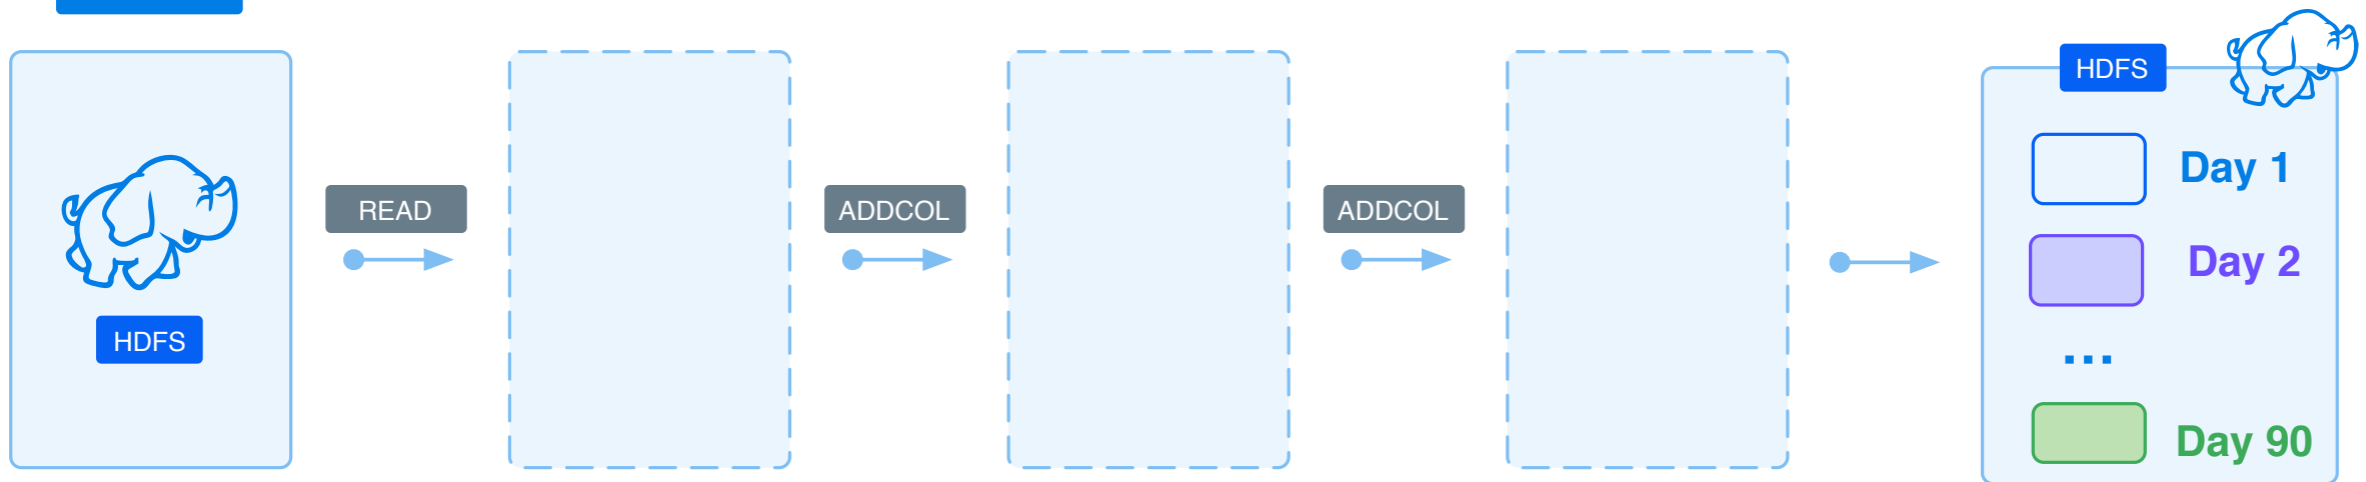 HDFS
READ
ADDCOL
ADDCOL
HDFS
Day 1
Day 2
...
Day 90